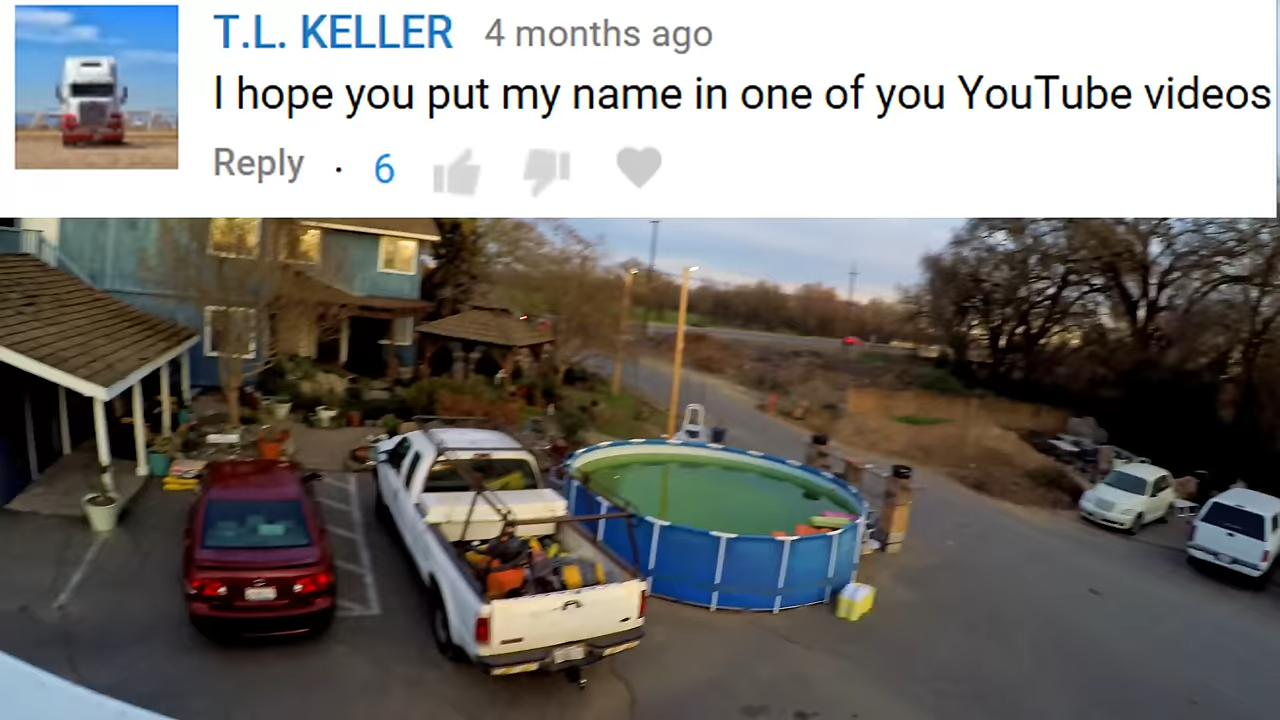 T.L. KELLER 4 months ago
I hope you put my name in one of you YouTube videos
Reply · 6